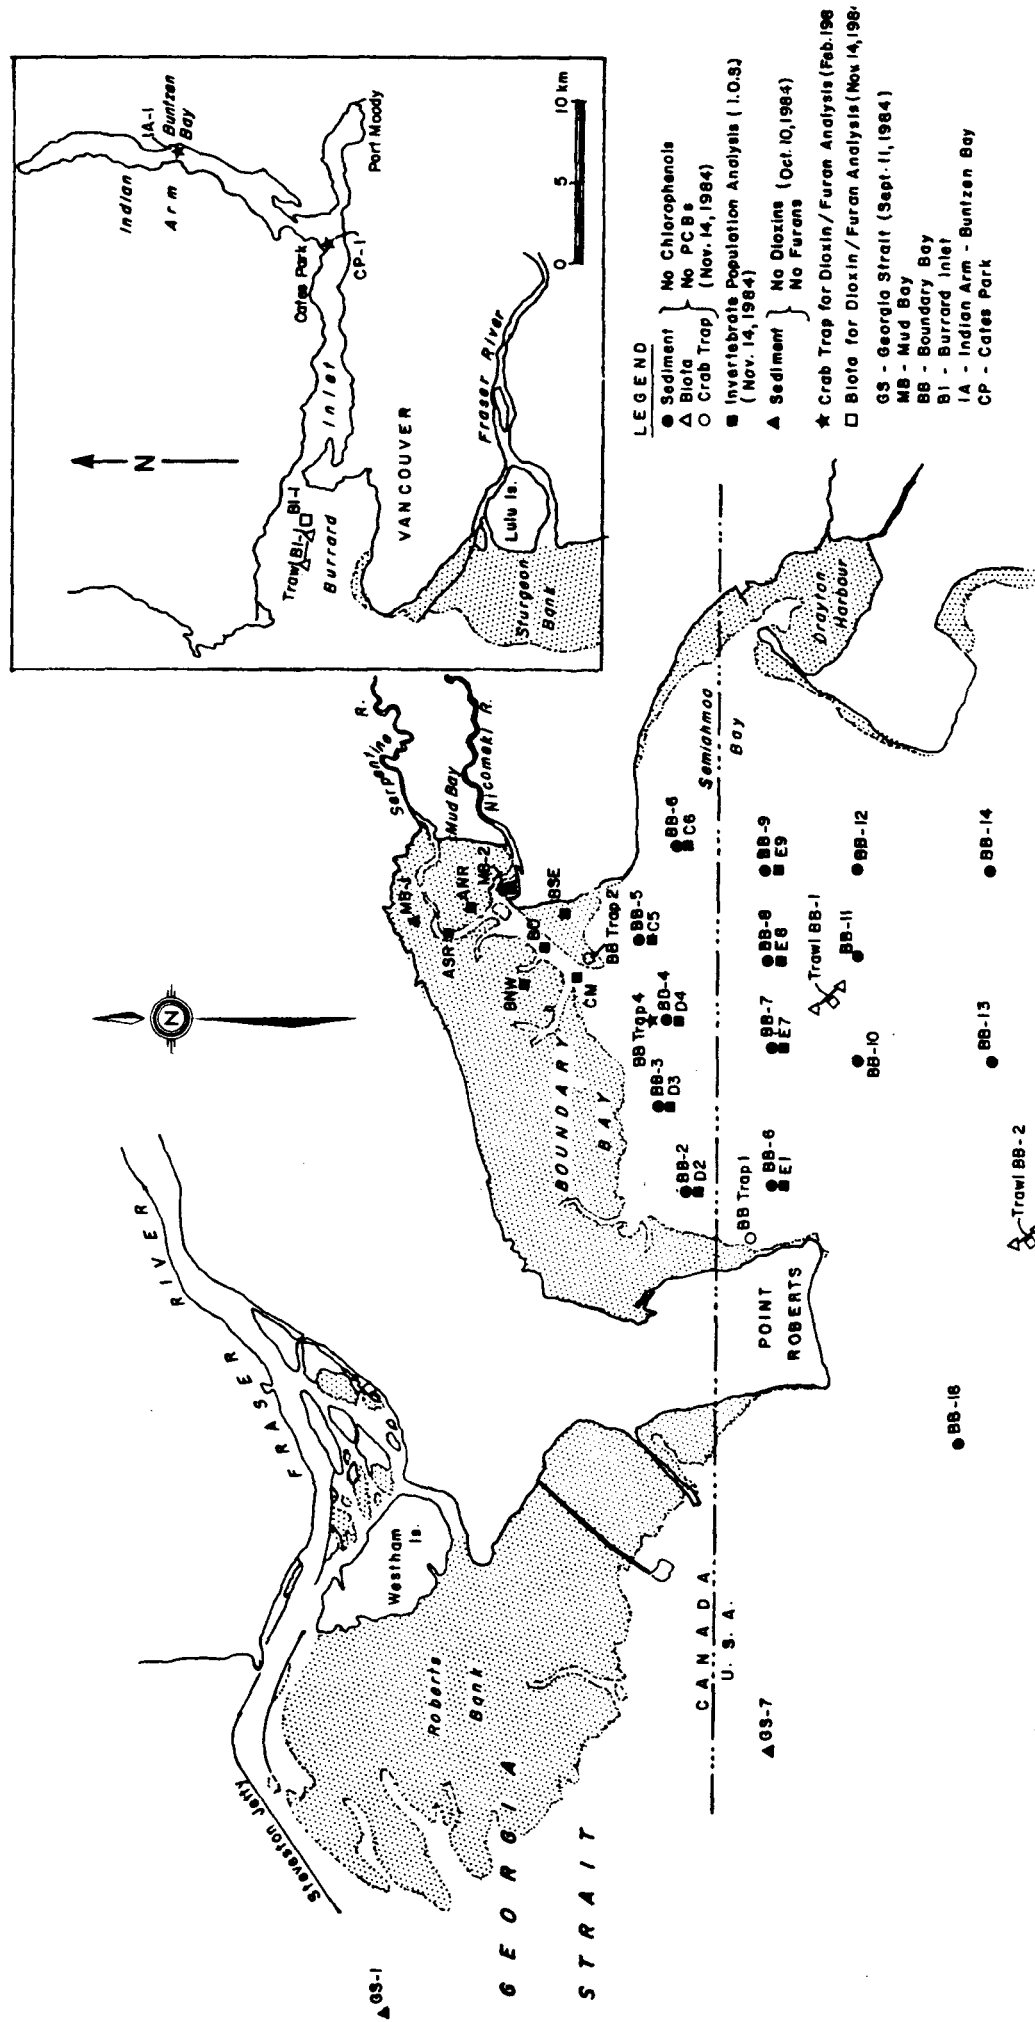 Indian
Arm
IA-1
Buntzen
Bay
Port Moody
Cates Park
CP-1
N
Inlet
Trawl BI-1
BI-1
Burrard
VANCOUVER
Fraser River
Lulu Is.
Sturgeon
Bank
0 5 10 km
LEGEND
● Sediment
△ Biota
○ Crab Trap
No Chlorophenols
No PCBs
(Nov. 14, 1984)
■ Invertebrate Population Analysis (I.O.S)
(Nov. 14, 1984)
▲ Sediment
No Dioxins (Oct. 10, 1984)
No Furans
★ Crab Trap for Dioxin/Furan Analysis (Feb. 198
□ Biota for Dioxin/Furan Analysis (Nov. 14, 198
GS - Georgia Strait (Sept. 11, 1984)
MB - Mud Bay
BB - Boundary Bay
BI - Burrard Inlet
IA - Indian Arm - Buntzen Bay
CP - Cates Park
N
FRASER RIVER
Steveston Jetty
Westham
Is.
Roberts
Bank
GS-1
GEORGIA
STRAIT
GS-7
CANADA
U.S.A.
POINT
ROBERTS
BOUNDARY
BAY
Serpentine R.
Mud Bay
Nicomekl R.
MB-1
ANR
MB-2
ASR
BNW
BC
BSE
CM
BB Trap 2
BB Trap 4
BB-2
D2
BB-3
D3
BB-4
D4
BB-5
C5
BB-6
C6
Semiahmoo
Bay
Drayton
Harbour
BB Trap 1
BB-6
E1
BB-7
E7
BB-8
E8
BB-9
E9
Trawl BB-1
BB-10
BB-11
BB-12
BB-13
BB-14
Trawl BB-2
BB-16